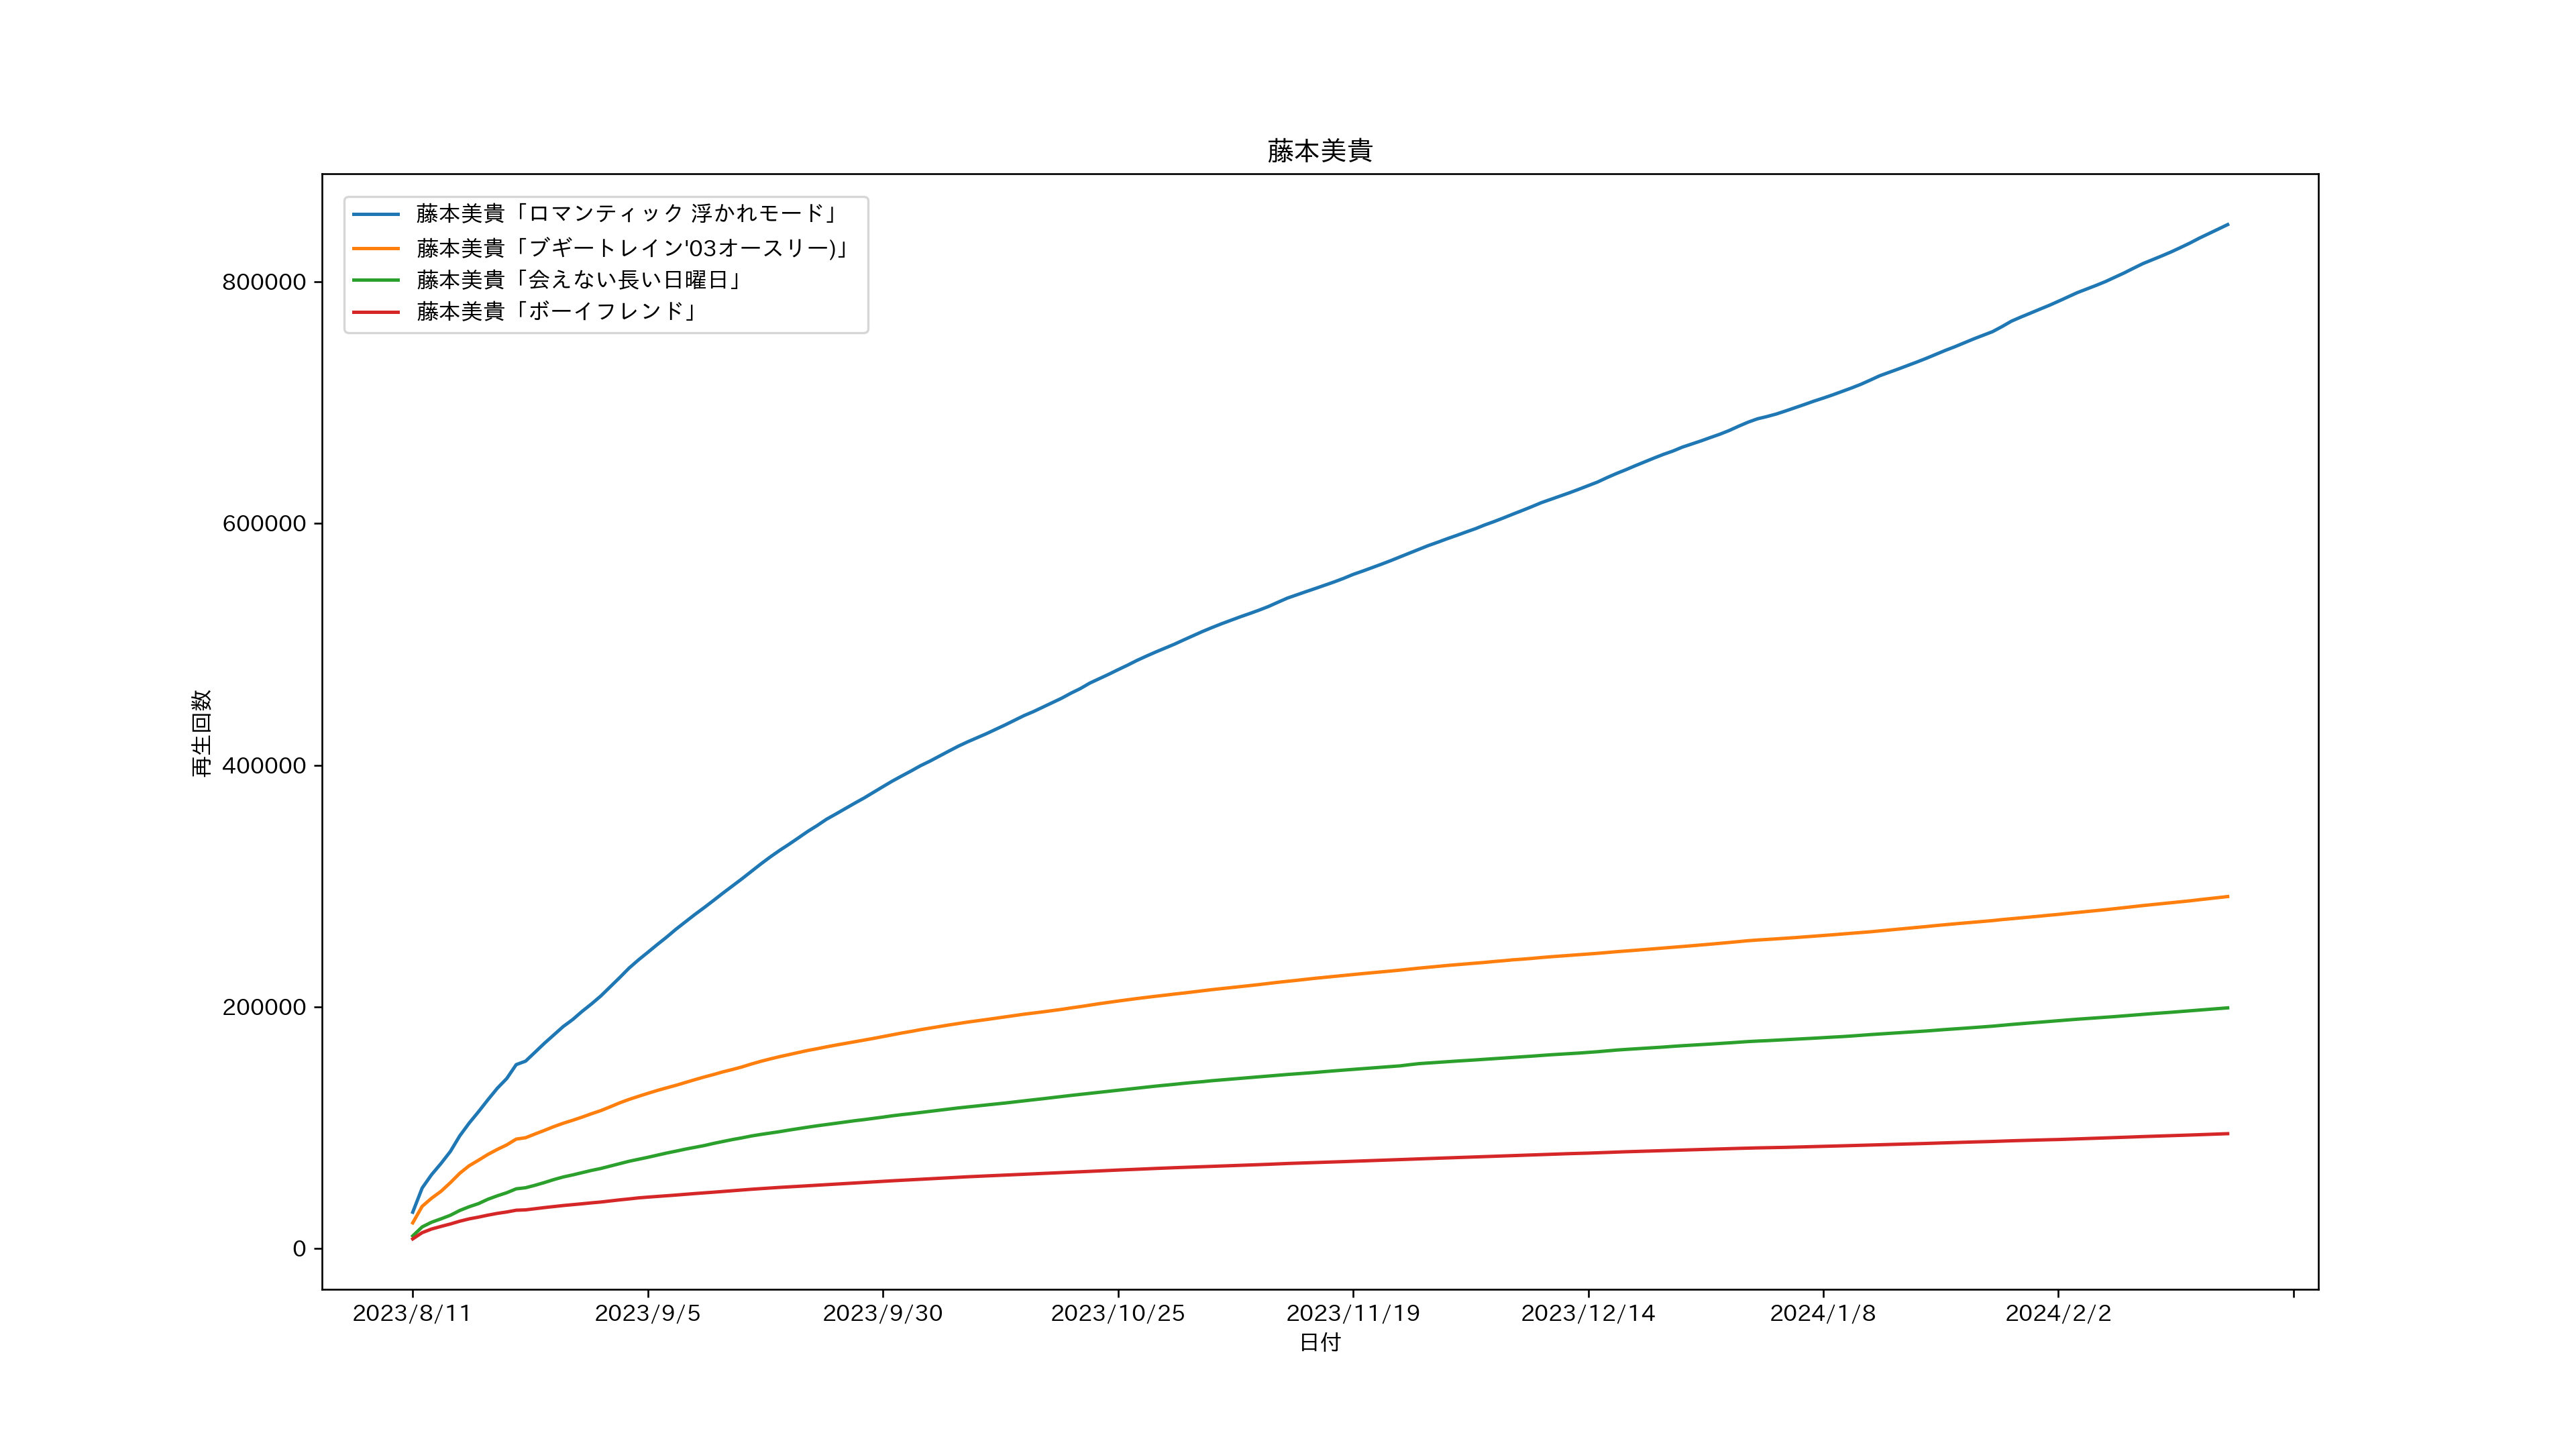 藤本美貴
藤本美貴「ロマンティック 浮かれモード」
藤本美貴「ブギートレイン'03オースリー)」
藤本美貴「会えない長い日曜日」
藤本美貴「ボーイフレンド」
800000
600000
400000
200000
0
再生回数
2023/8/11
2023/9/5
2023/9/30
2023/10/25
2023/11/19
2023/12/14
2024/1/8
2024/2/2
日付